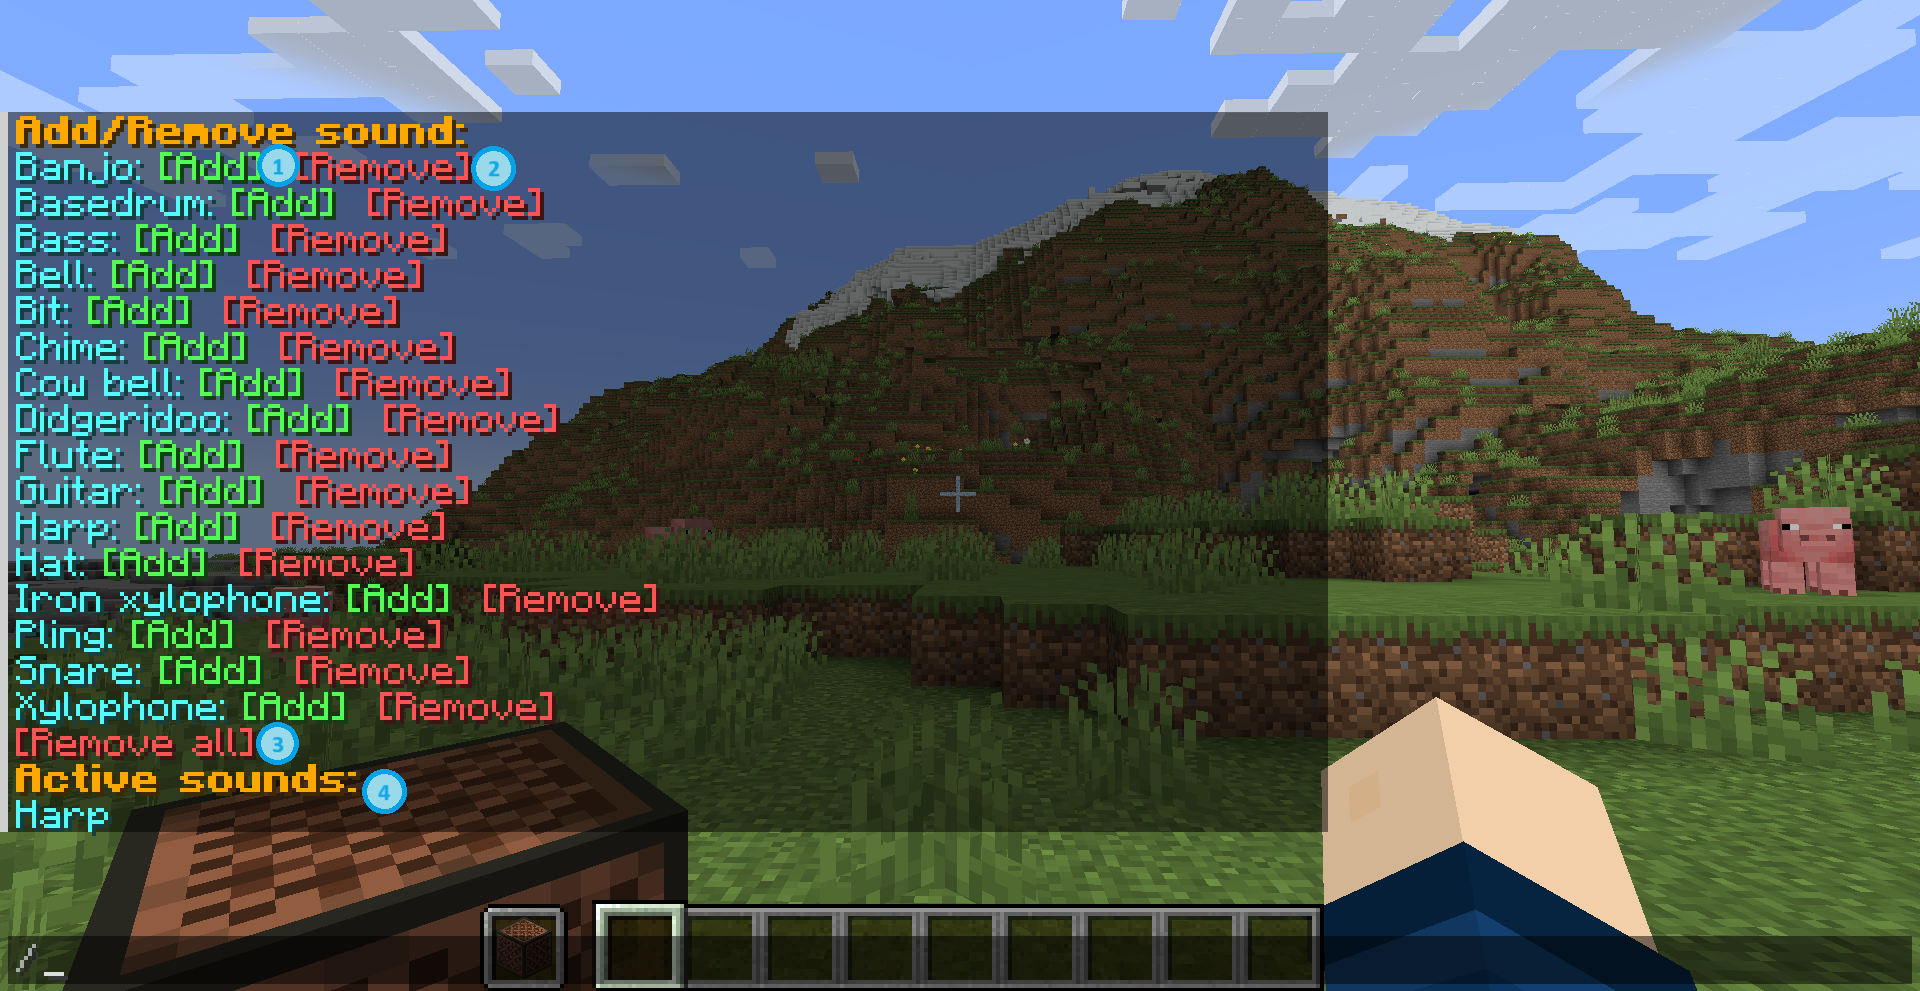 Add/Remove sound:
Banjo: [Add] 1 [Remove] 2
Basedrum: [Add] [Remove]
Bass: [Add] [Remove]
Bell: [Add] [Remove]
Bit: [Add] [Remove]
Chime: [Add] [Remove]
Cow bell: [Add] [Remove]
Didgeridoo: [Add] [Remove]
Flute: [Add] [Remove]
Guitar: [Add] [Remove]
Harp: [Add] [Remove]
Hat: [Add] [Remove]
Iron xylophone: [Add] [Remove]
Pling: [Add] [Remove]
Snare: [Add] [Remove]
Xylophone: [Add] [Remove]
[Remove all] 3
Active sounds: 4
Harp
/_